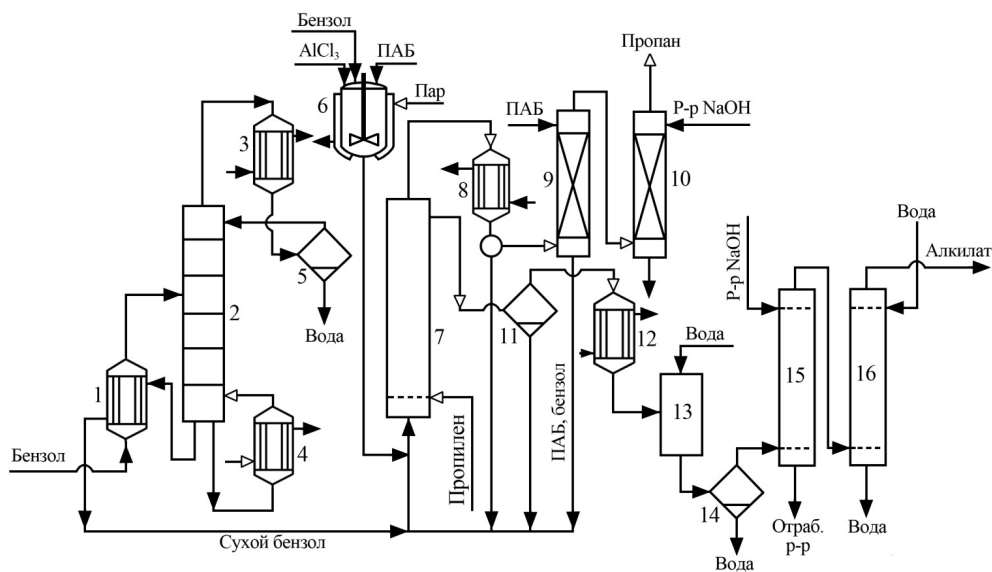 Бензол
AlCl₃
ПАБ
6
Пар
3
5
Вода
2
1
4
Бензол
Сухой бензол
7
Пропилен
8
ПАБ
9
Пропан
Р-р NaOH
10
11
12
ПАБ, бензол
Вода
13
14
Вода
Р-р NaOH
15
Отраб.
р-р
Вода
Алкилат
16
Вода